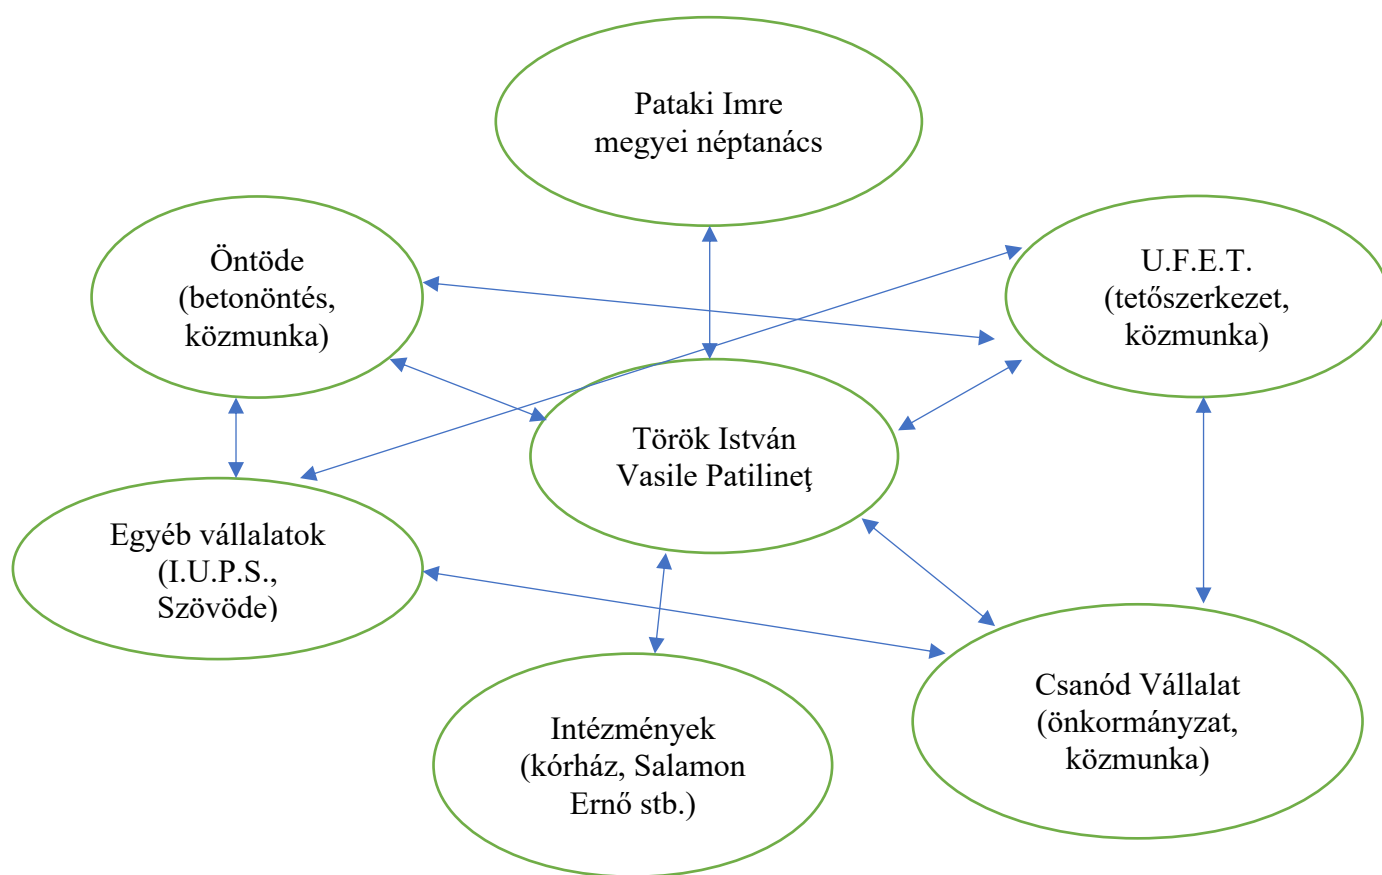 Pataki Imre
megyei néptanács
Öntöde
(betonöntés,
közmunka)
U.F.E.T.
(tetőszerkezet,
közmunka)
Török István
Vasile Patilineţ
Egyéb vállalatok
(I.U.P.S.,
Szövöde)
Csanód Vállalat
(önkormányzat,
közmunka)
Intézmények
(kórház, Salamon
Ernő stb.)